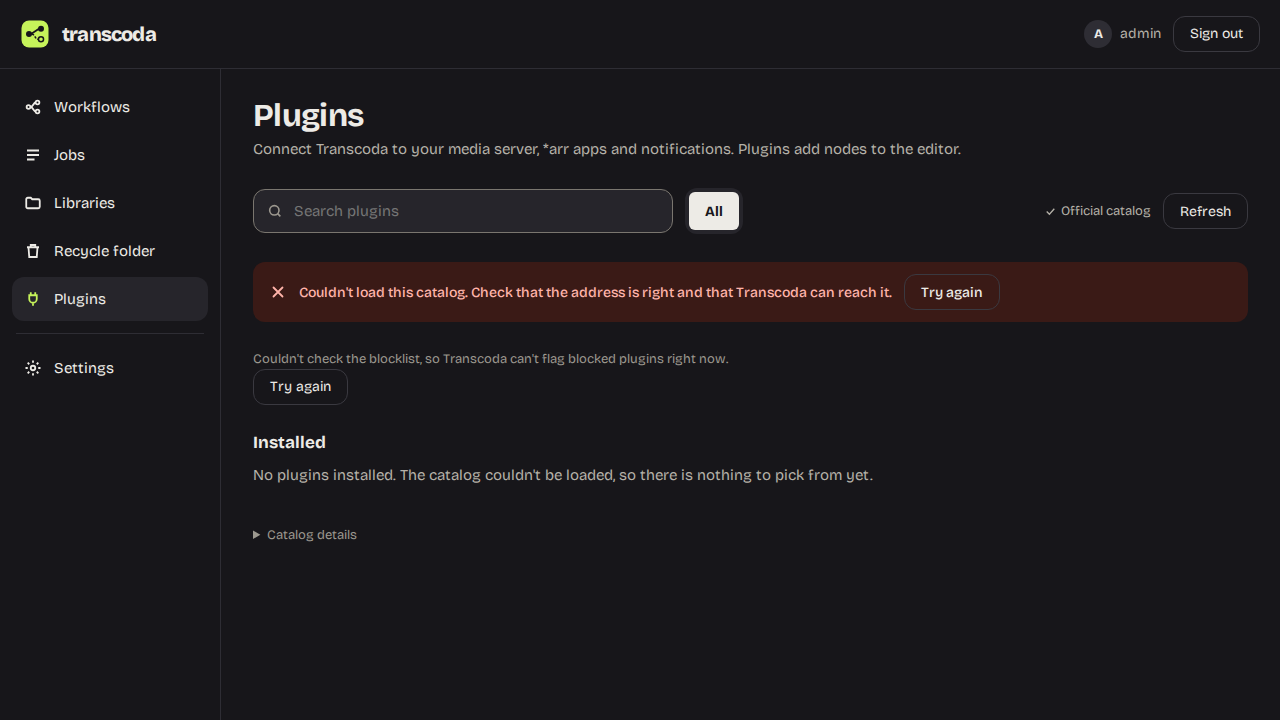 transcoda
A admin Sign out
Workflows
Jobs
Libraries
Recycle folder
Plugins
Settings
Plugins
Connect Transcoda to your media server, *arr apps and notifications. Plugins add nodes to the editor.
Search plugins All Official catalog Refresh
Couldn't load this catalog. Check that the address is right and that Transcoda can reach it. Try again
Couldn't check the blocklist, so Transcoda can't flag blocked plugins right now.
Try again
Installed
No plugins installed. The catalog couldn't be loaded, so there is nothing to pick from yet.
Catalog details